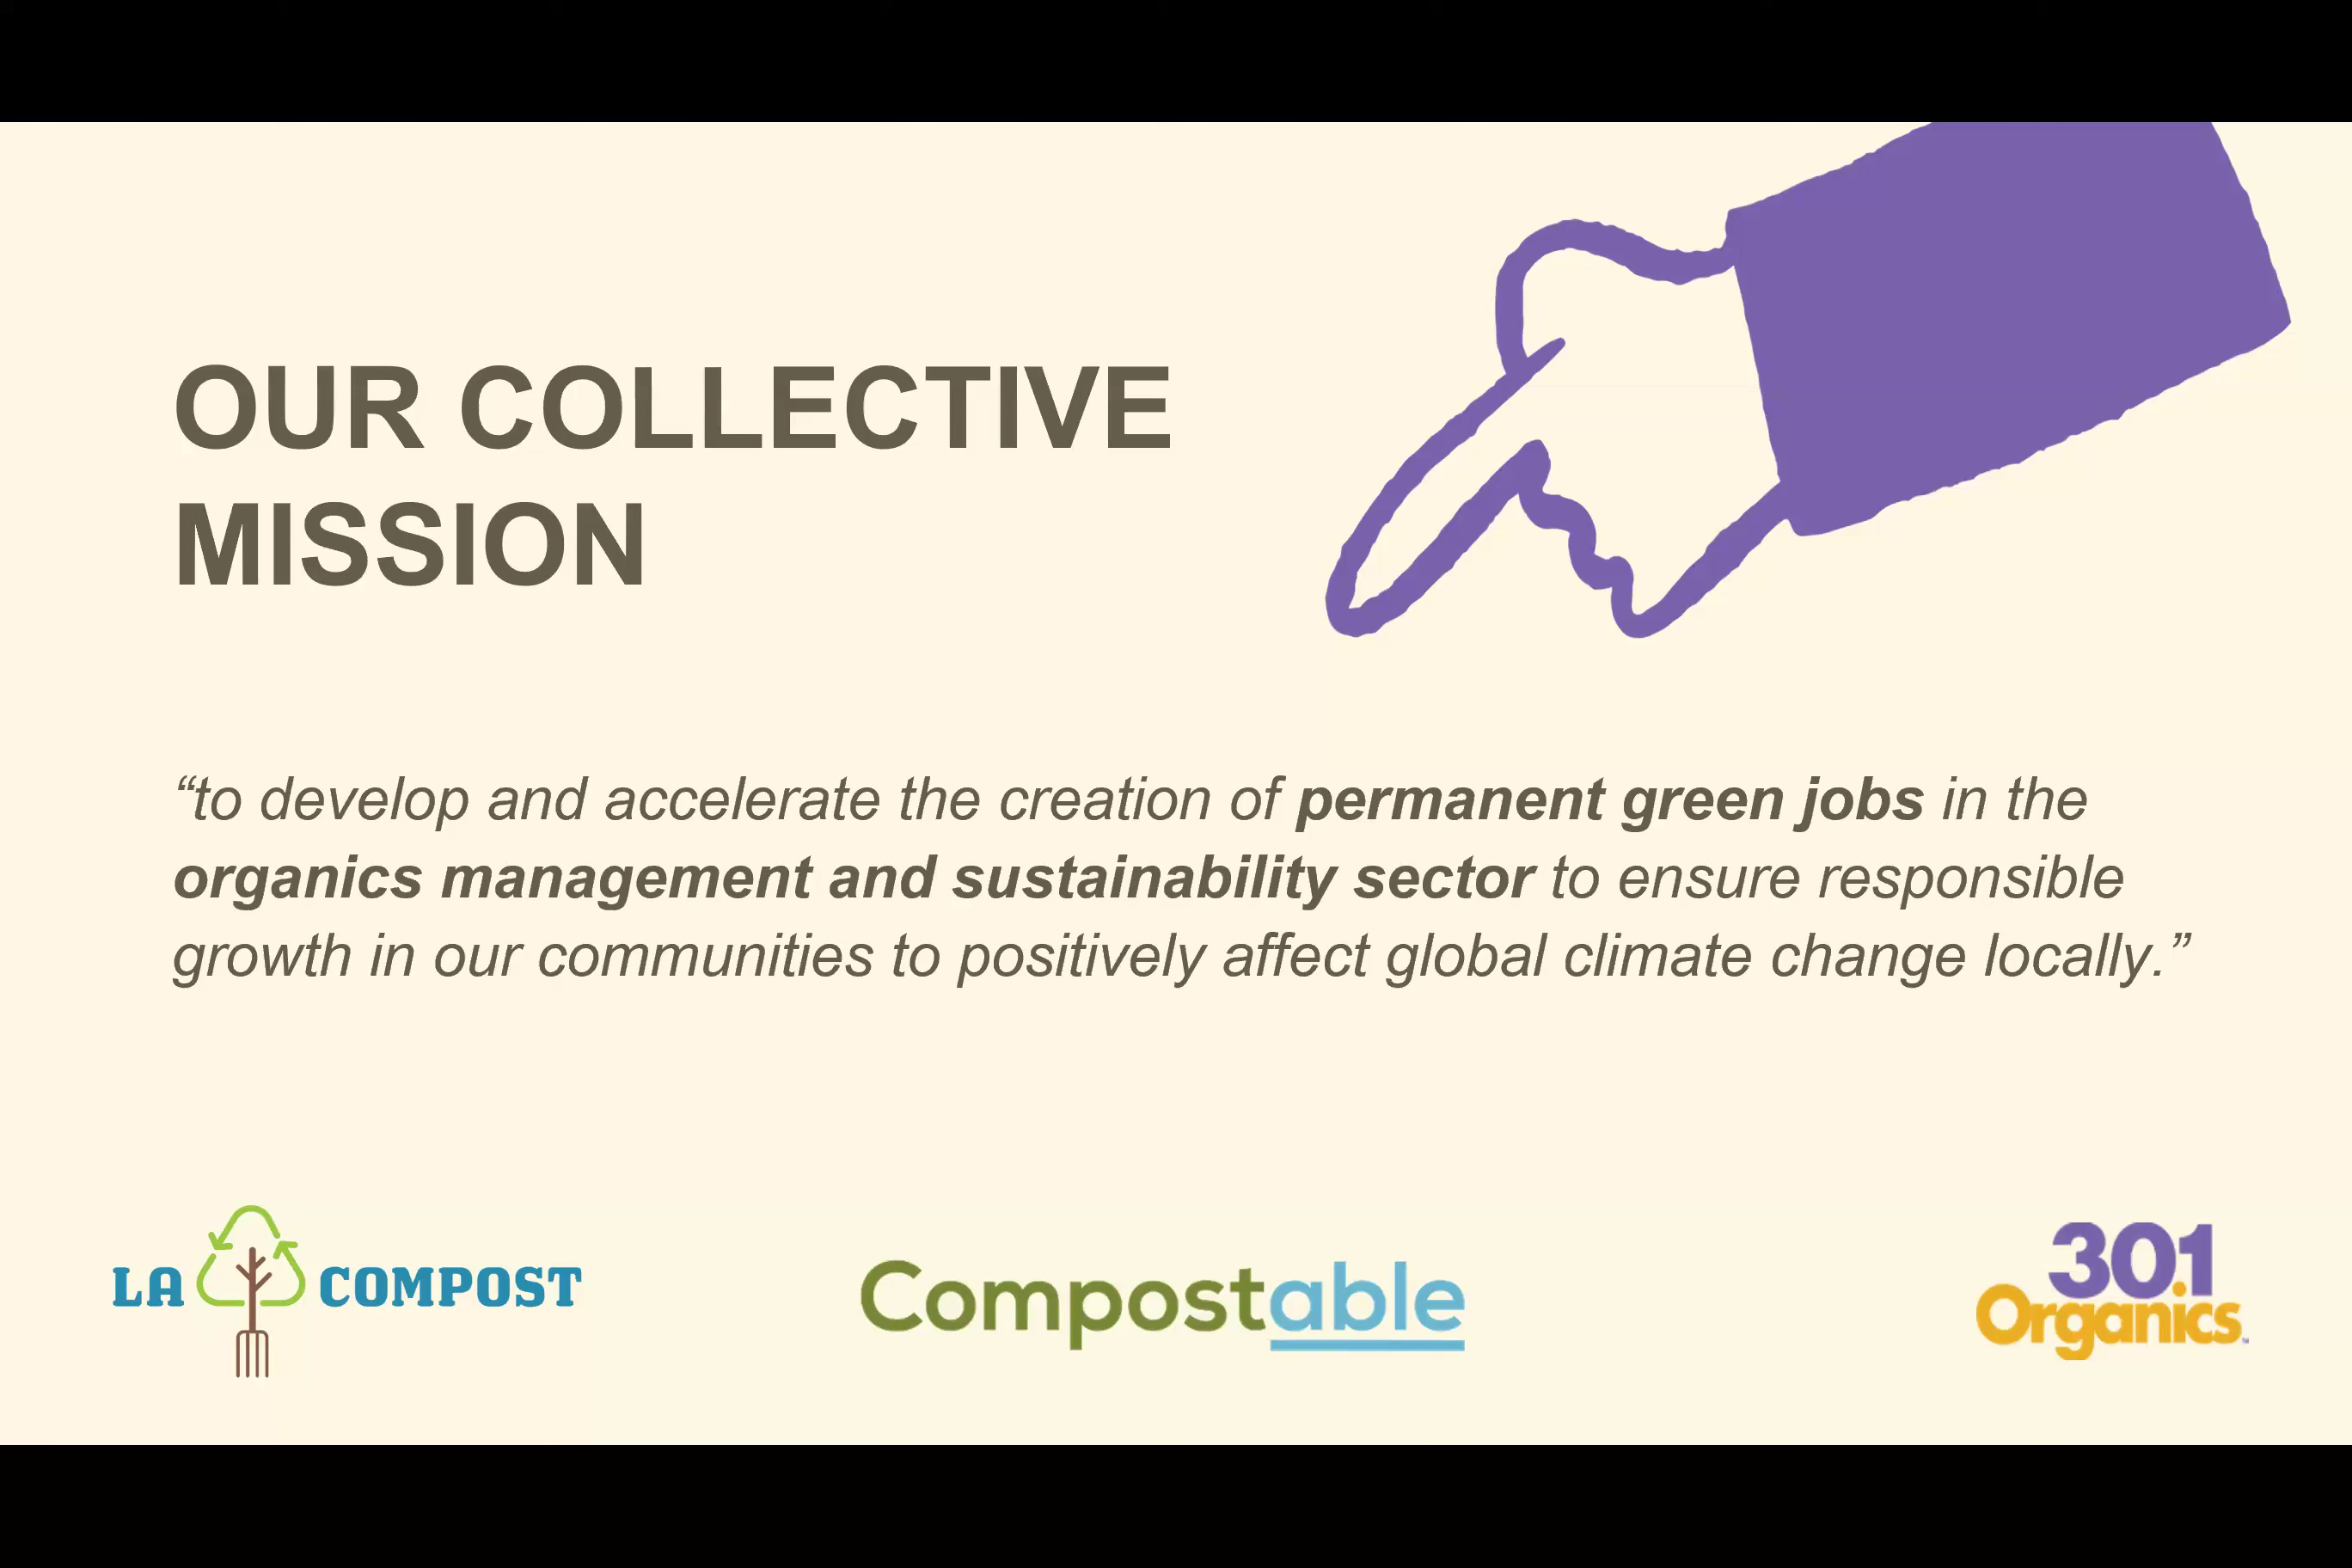 OUR COLLECTIVE
MISSION
“to develop and accelerate the creation of permanent green jobs in the
organics management and sustainability sector to ensure responsible
growth in our communities to positively affect global climate change locally.”
LA COMPOST
Compostable
30.1
Organics